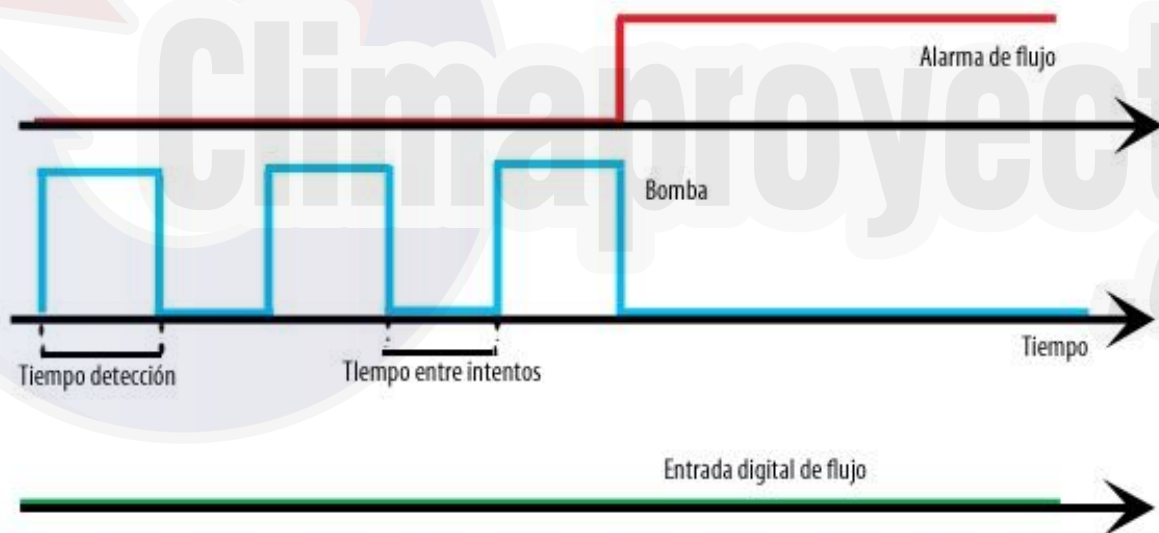 Climaproyect
Alarma de flujo
Bomba
Tiempo
Tiempo detección
TIempo entre intentos
Entrada digital de flujo